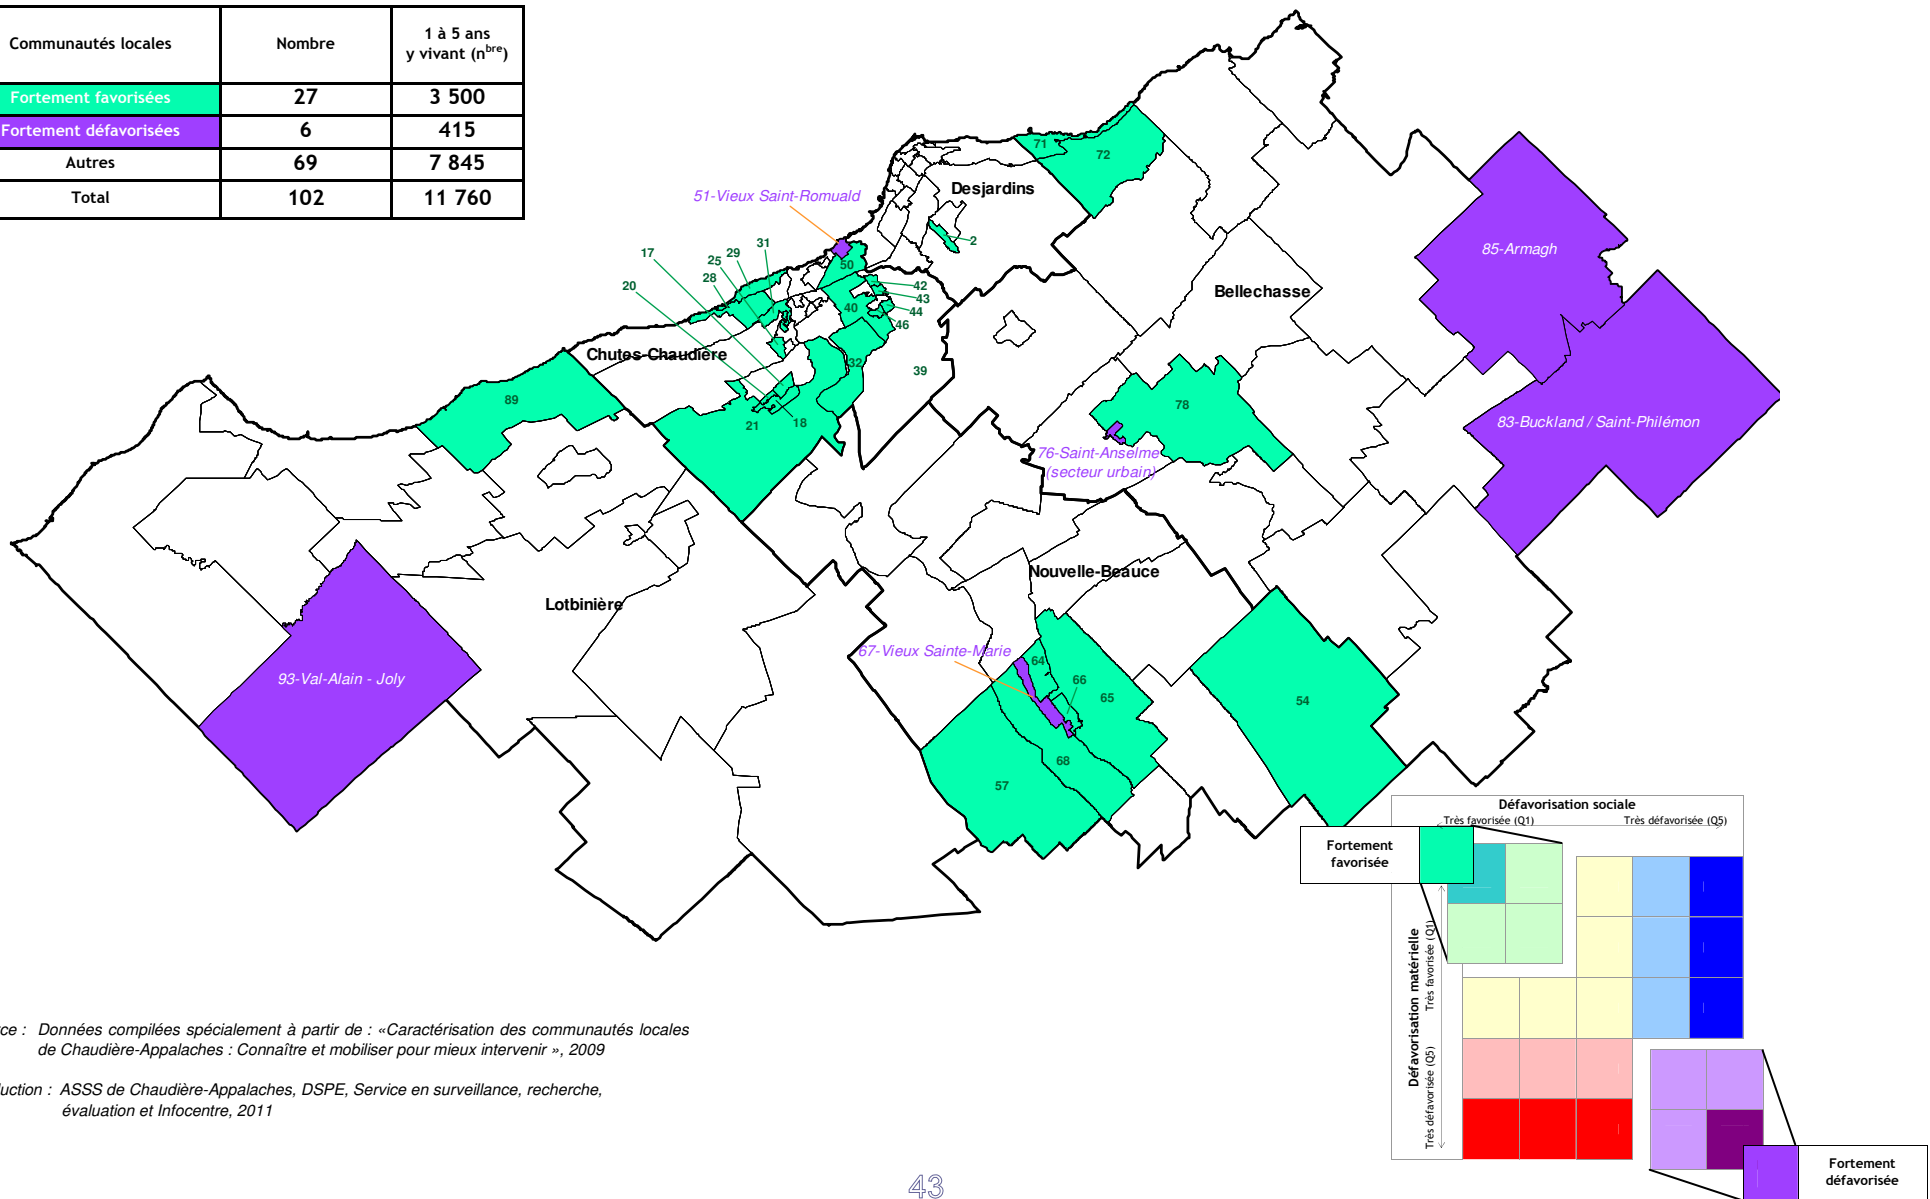 Communautés locales Nombre 1 à 5 ans
y vivant (nbre)
Fortement favorisées 27 3 500
Fortement défavorisées 6 415
Autres 69 7 845
Total 102 11 760
71
72
Desjardins
51-Vieux Saint-Romuald
2
85-Armagh
17
31
29
25
28
20
50
42
43
40
44
46
Bellechasse
Chutes-Chaudière
32
39
89
21
18
78
83-Buckland / Saint-Philémon
76-Saint-Anselme
(secteur urbain)
Nouvelle-Beauce
Lotbinière
67-Vieux Sainte-Marie
64
66
65
93-Val-Alain - Joly
54
68
57
Défavorisation sociale
Très favorisée (Q1) Très défavorisée (Q5)
Fortement
favorisée
Défavorisation matérielle
Très favorisée (Q1)
Très défavorisée (Q5)
Fortement
défavorisée
ce : Données compilées spécialement à partir de : «Caractérisation des communautés locales
de Chaudière-Appalaches : Connaître et mobiliser pour mieux intervenir », 2009
uction : ASSS de Chaudière-Appalaches, DSPE, Service en surveillance, recherche,
évaluation et Infocentre, 2011
43